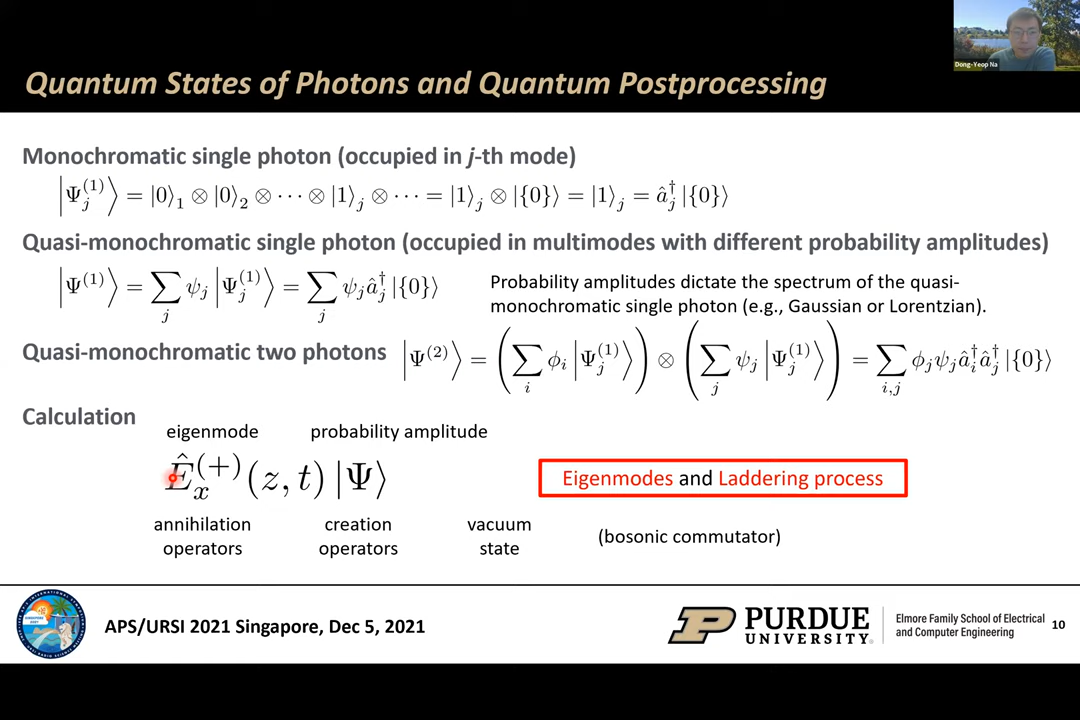 Dong-Yeop Na
Quantum States of Photons and Quantum Postprocessing
Monochromatic single photon (occupied in j-th mode)
|Ψ_j^(1)⟩ = |0⟩_1 ⊗ |0⟩_2 ⊗ ··· ⊗ |1⟩_j ⊗ ··· = |1⟩_j ⊗ |{0}⟩ = |1⟩_j = â_j^† |{0}⟩
Quasi-monochromatic single photon (occupied in multimodes with different probability amplitudes)
|Ψ^(1)⟩ = ∑_j ψ_j |Ψ_j^(1)⟩ = ∑_j ψ_j â_j^† |{0}⟩
Probability amplitudes dictate the spectrum of the quasi-
monochromatic single photon (e.g., Gaussian or Lorentzian).
Quasi-monochromatic two photons |Ψ^(2)⟩ = (∑_i φ_i |Ψ_j^(1)⟩) ⊗ (∑_j ψ_j |Ψ_j^(1)⟩) = ∑_{i,j} φ_j ψ_j â_i^† â_j^† |{0}⟩
Calculation
eigenmode probability amplitude
Ê_x^(+)(z, t) |Ψ⟩
Eigenmodes and Laddering process
annihilation creation vacuum
operators operators state
(bosonic commutator)
APS/URSI 2021 Singapore, Dec 5, 2021
P PURDUE UNIVERSITY®
Elmore Family School of Electrical
and Computer Engineering
10